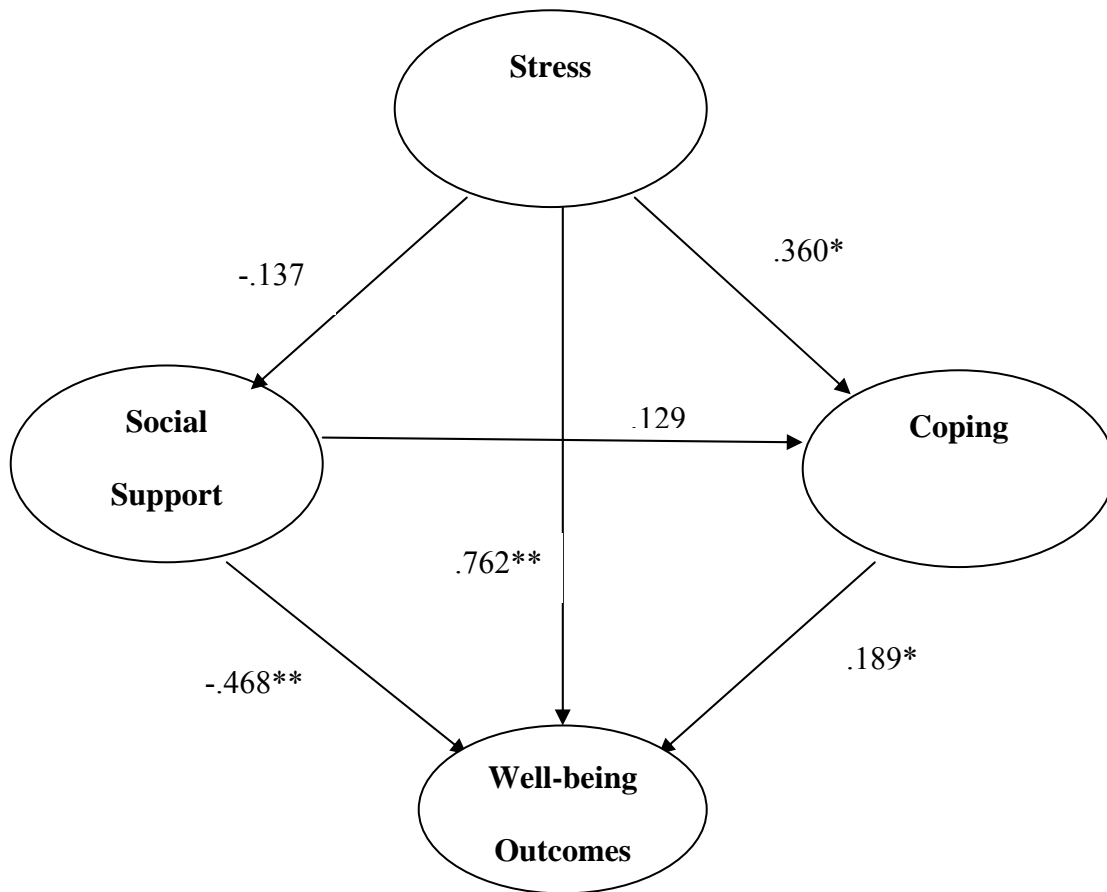 Stress
-.137
.360*
Social
Support
.129
Coping
.762**
-.468**
.189*
Well-being
Outcomes